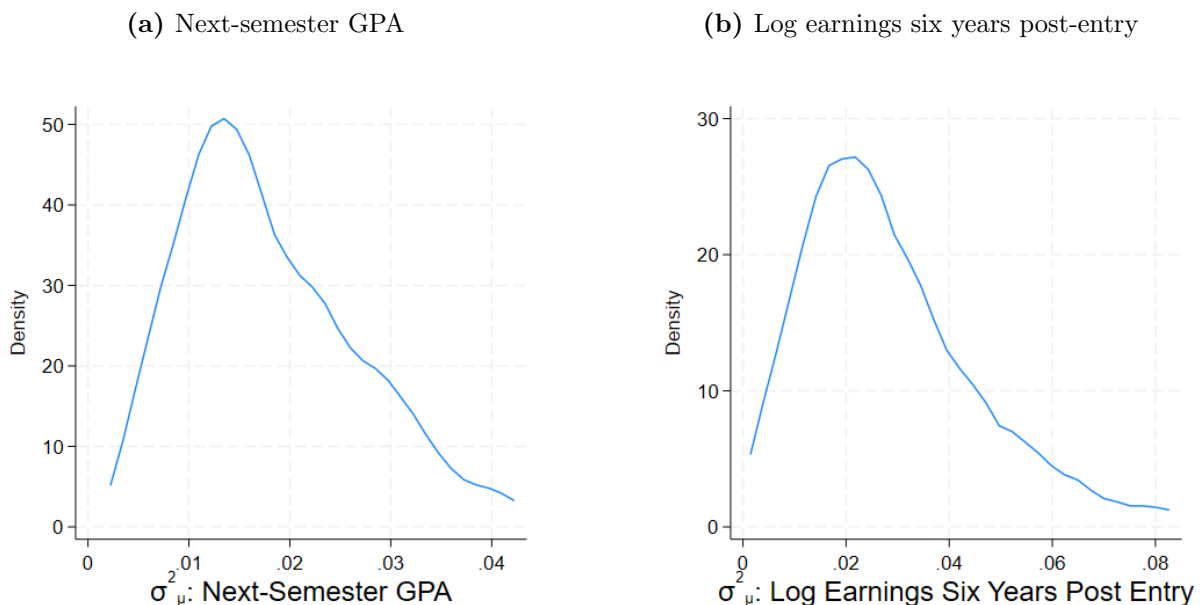 (a) Next-semester GPA
(b) Log earnings six years post-entry
50
40
30
20
10
0
Density
0 .01 .02 .03 .04
σ²μ: Next-Semester GPA
30
20
10
0
Density
0 .02 .04 .06 .08
σ²μ: Log Earnings Six Years Post Entry